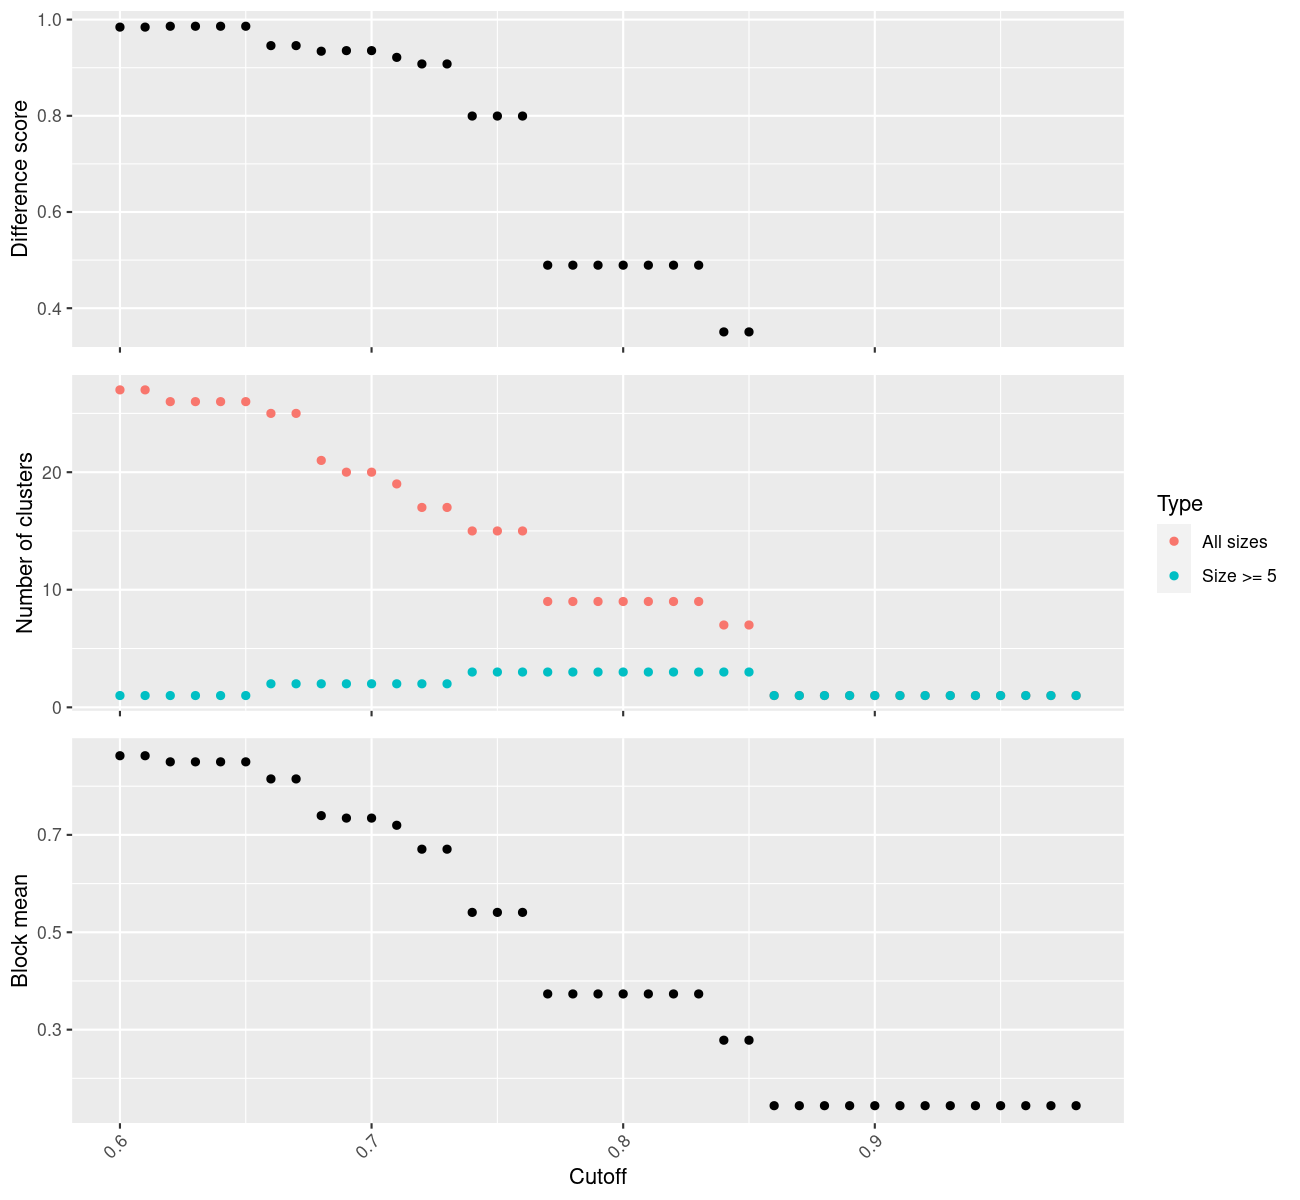 Difference score
1.0
0.8
0.6
0.4
Number of clusters
20
10
0
Type
All sizes
Size >= 5
Block mean
0.7
0.5
0.3
0.6
0.7
0.8
0.9
Cutoff